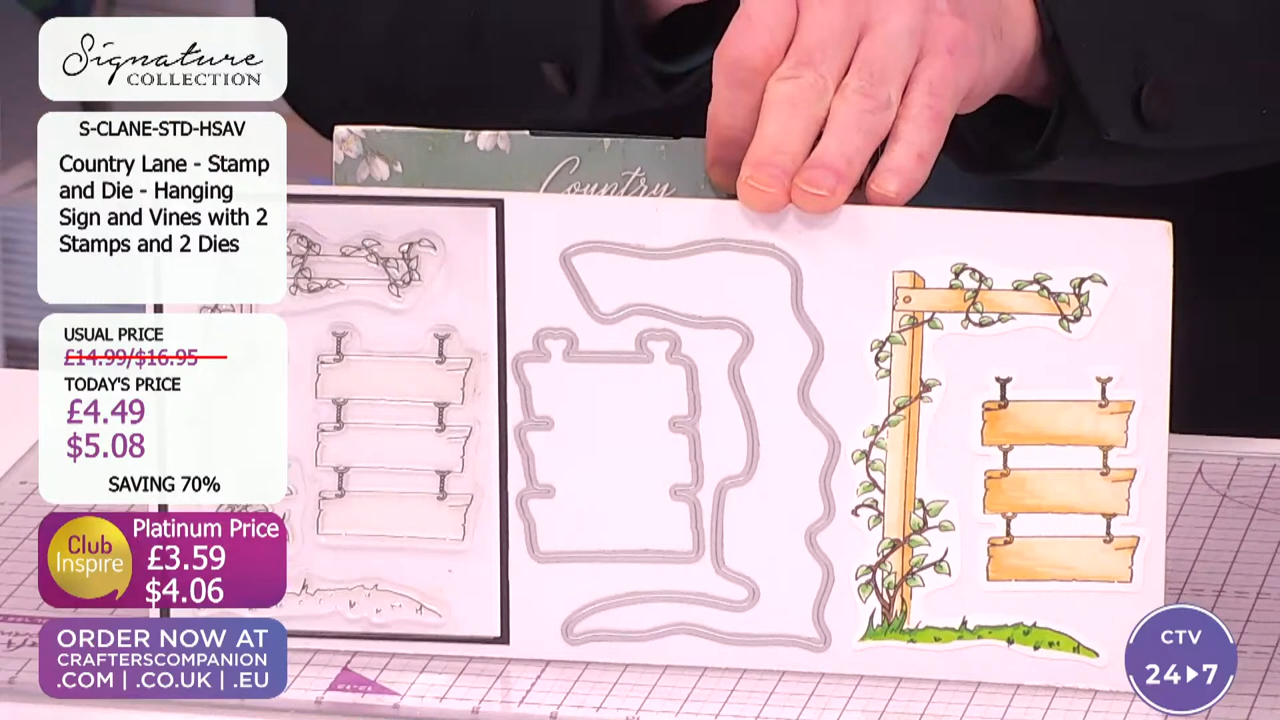 Signature
COLLECTION
S-CLANE-STD-HSAV
Country Lane - Stamp
and Die - Hanging
Sign and Vines with 2
Stamps and 2 Dies
USUAL PRICE
£14.99/$16.95
TODAY'S PRICE
£4.49
$5.08
SAVING 70%
Club
Inspire
Platinum Price
£3.59
$4.06
ORDER NOW AT
CRAFTERSCOMPANION
.COM | .CO.UK | .EU
Country
CTV
24▶7